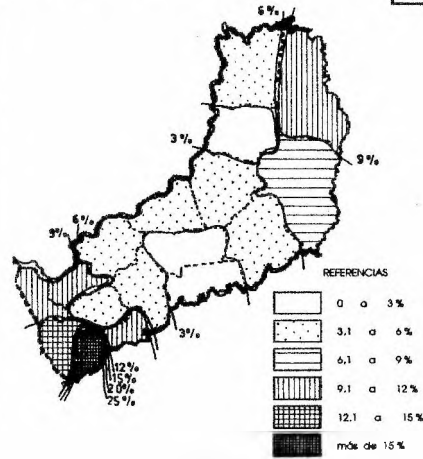 6%
3%
9%
6%
9%
3%
12%
15%
20%
25%
REFERENCIAS
0 a 3%
3,1 a 6%
6,1 a 9%
9,1 a 12%
12,1 a 15%
más de 15%